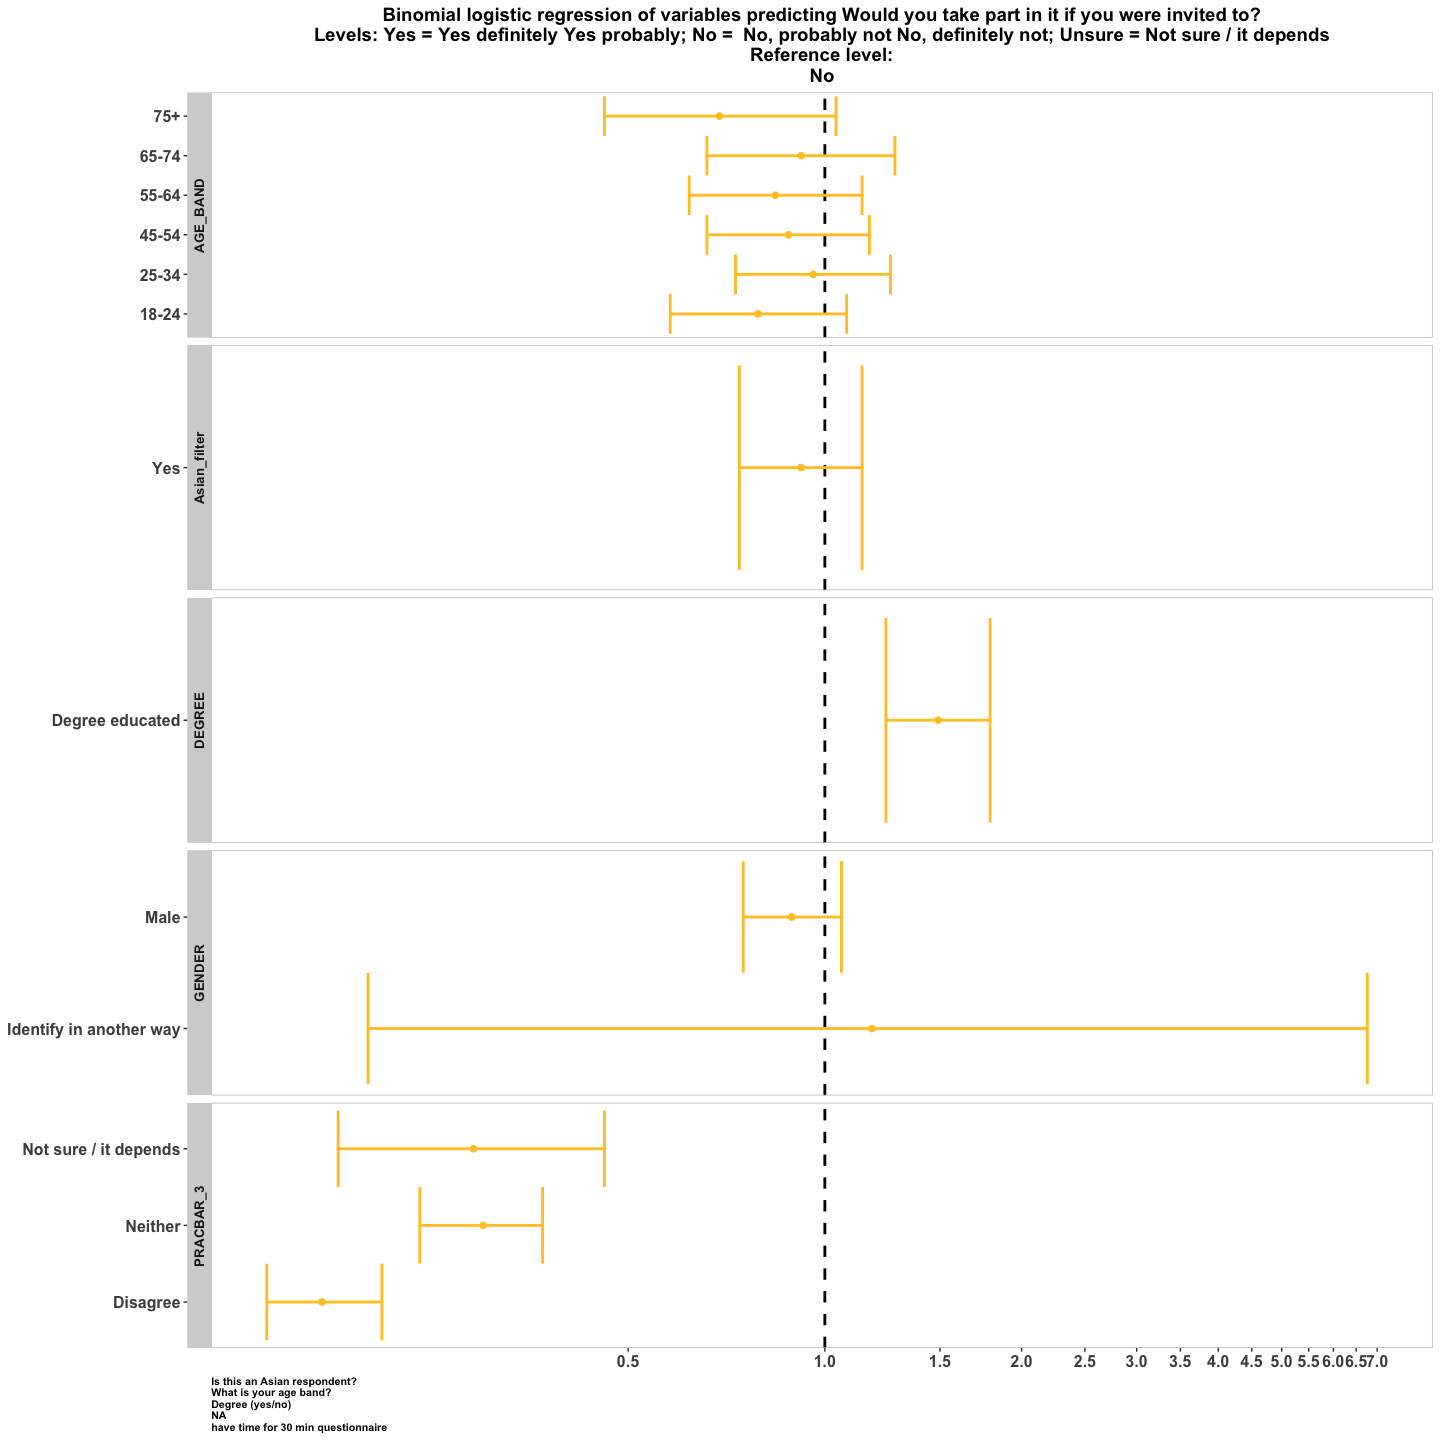 Binomial logistic regression of variables predicting Would you take part in it if you were invited to?
Levels: Yes = Yes definitely Yes probably; No =  No, probably not No, definitely not; Unsure = Not sure / it depends
Reference level:
No
AGE_BAND
75+
65-74
55-64
45-54
25-34
18-24
Asian_filter
Yes
DEGREE
Degree educated
GENDER
Male
Identify in another way
PRACBAR_3
Not sure / it depends
Neither
Disagree
0.5 1.0 1.5 2.0 2.5 3.0 3.5 4.0 4.5 5.0 5.5 6.0 6.5 7.0
Is this an Asian respondent?
What is your age band?
Degree (yes/no)
NA
have time for 30 min questionnaire